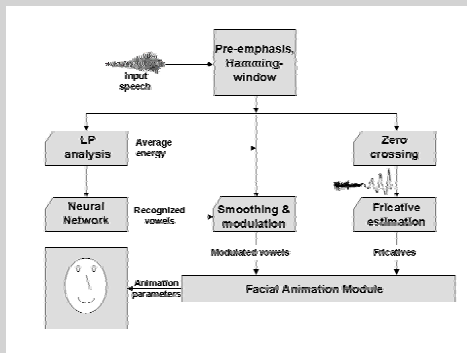 Pre-emphasis,
Hamming-
window
Input
speech
LP
analysis
Average
energy
Zero
crossing
Neural
Network
Recognized
vowels
Smoothing &
modulation
Fricative
estimation
Modulated vowels
Fricatives
Animation
parameters
Facial Animation Module